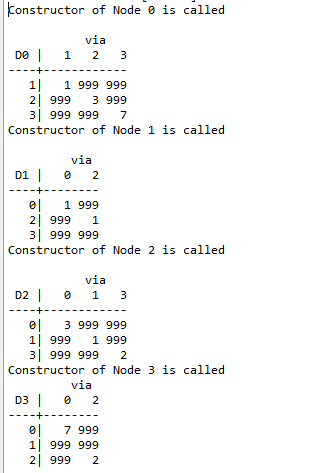 Constructor of Node 0 is called
           via
 D0 |   1   2   3
----+------------
   1|   1 999 999
   2| 999   3 999
   3| 999 999   7
Constructor of Node 1 is called
         via
 D1 |   0   2
----+--------
   0|   1 999
   2| 999   1
   3| 999 999
Constructor of Node 2 is called
           via
 D2 |   0   1   3
----+------------
   0|   3 999 999
   1| 999   1 999
   3| 999 999   2
Constructor of Node 3 is called
         via
 D3 |   0   2
----+--------
   0|   7 999
   1| 999 999
   2| 999   2